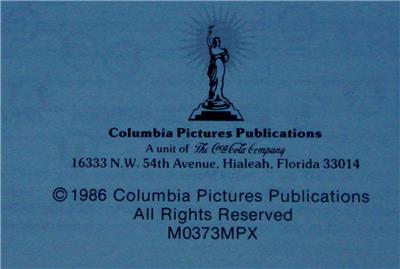 Columbia Pictures Publications
A unit of The Coca-Cola Company
16333 N.W. 54th Avenue, Hialeah, Florida 33014
©1986 Columbia Pictures Publications
All Rights Reserved
M0373MPX